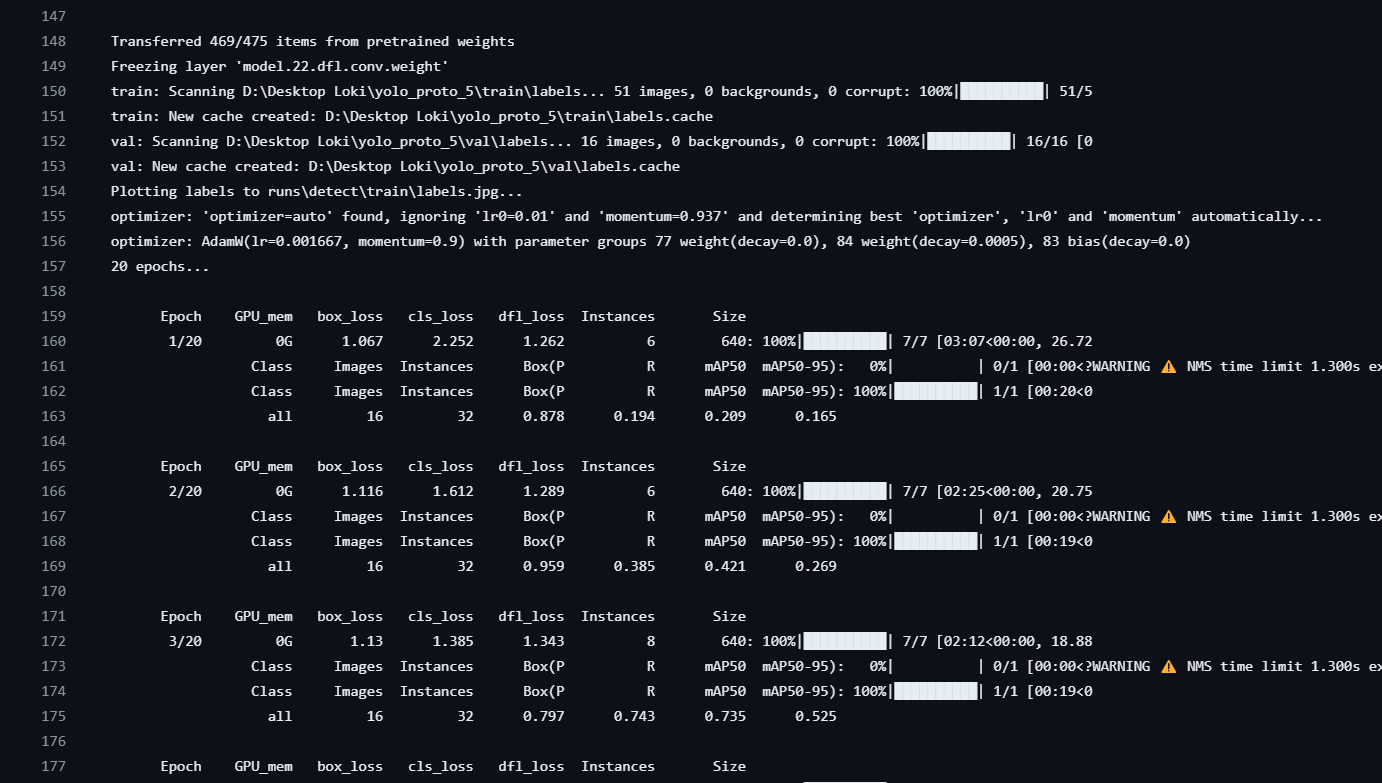 147
148 Transferred 469/475 items from pretrained weights
149 Freezing layer 'model.22.dfl.conv.weight'
150 train: Scanning D:\Desktop Loki\yolo_proto_5\train\labels... 51 images, 0 backgrounds, 0 corrupt: 100%|██████████| 51/5
151 train: New cache created: D:\Desktop Loki\yolo_proto_5\train\labels.cache
152 val: Scanning D:\Desktop Loki\yolo_proto_5\val\labels... 16 images, 0 backgrounds, 0 corrupt: 100%|██████████| 16/16 [0
153 val: New cache created: D:\Desktop Loki\yolo_proto_5\val\labels.cache
154 Plotting labels to runs\detect\train\labels.jpg...
155 optimizer: 'optimizer=auto' found, ignoring 'lr0=0.01' and 'momentum=0.937' and determining best 'optimizer', 'lr0' and 'momentum' automatically...
156 optimizer: AdamW(lr=0.001667, momentum=0.9) with parameter groups 77 weight(decay=0.0), 84 weight(decay=0.0005), 83 bias(decay=0.0)
157 20 epochs...
158
159 Epoch GPU_mem box_loss cls_loss dfl_loss Instances Size
160 1/20 0G 1.067 2.252 1.262 6 640: 100%|██████████| 7/7 [03:07<00:00, 26.72
161 Class Images Instances Box(P R mAP50 mAP50-95): 0%| | 0/1 [00:00<?WARNING ⚠️ NMS time limit 1.300s ex
162 Class Images Instances Box(P R mAP50 mAP50-95): 100%|██████████| 1/1 [00:20<0
163 all 16 32 0.878 0.194 0.209 0.165
164
165 Epoch GPU_mem box_loss cls_loss dfl_loss Instances Size
166 2/20 0G 1.116 1.612 1.289 6 640: 100%|██████████| 7/7 [02:25<00:00, 20.75
167 Class Images Instances Box(P R mAP50 mAP50-95): 0%| | 0/1 [00:00<?WARNING ⚠️ NMS time limit 1.300s ex
168 Class Images Instances Box(P R mAP50 mAP50-95): 100%|██████████| 1/1 [00:19<0
169 all 16 32 0.959 0.385 0.421 0.269
170
171 Epoch GPU_mem box_loss cls_loss dfl_loss Instances Size
172 3/20 0G 1.13 1.385 1.343 8 640: 100%|██████████| 7/7 [02:12<00:00, 18.88
173 Class Images Instances Box(P R mAP50 mAP50-95): 0%| | 0/1 [00:00<?WARNING ⚠️ NMS time limit 1.300s ex
174 Class Images Instances Box(P R mAP50 mAP50-95): 100%|██████████| 1/1 [00:19<0
175 all 16 32 0.797 0.743 0.735 0.525
176
177 Epoch GPU_mem box_loss cls_loss dfl_loss Instances Size